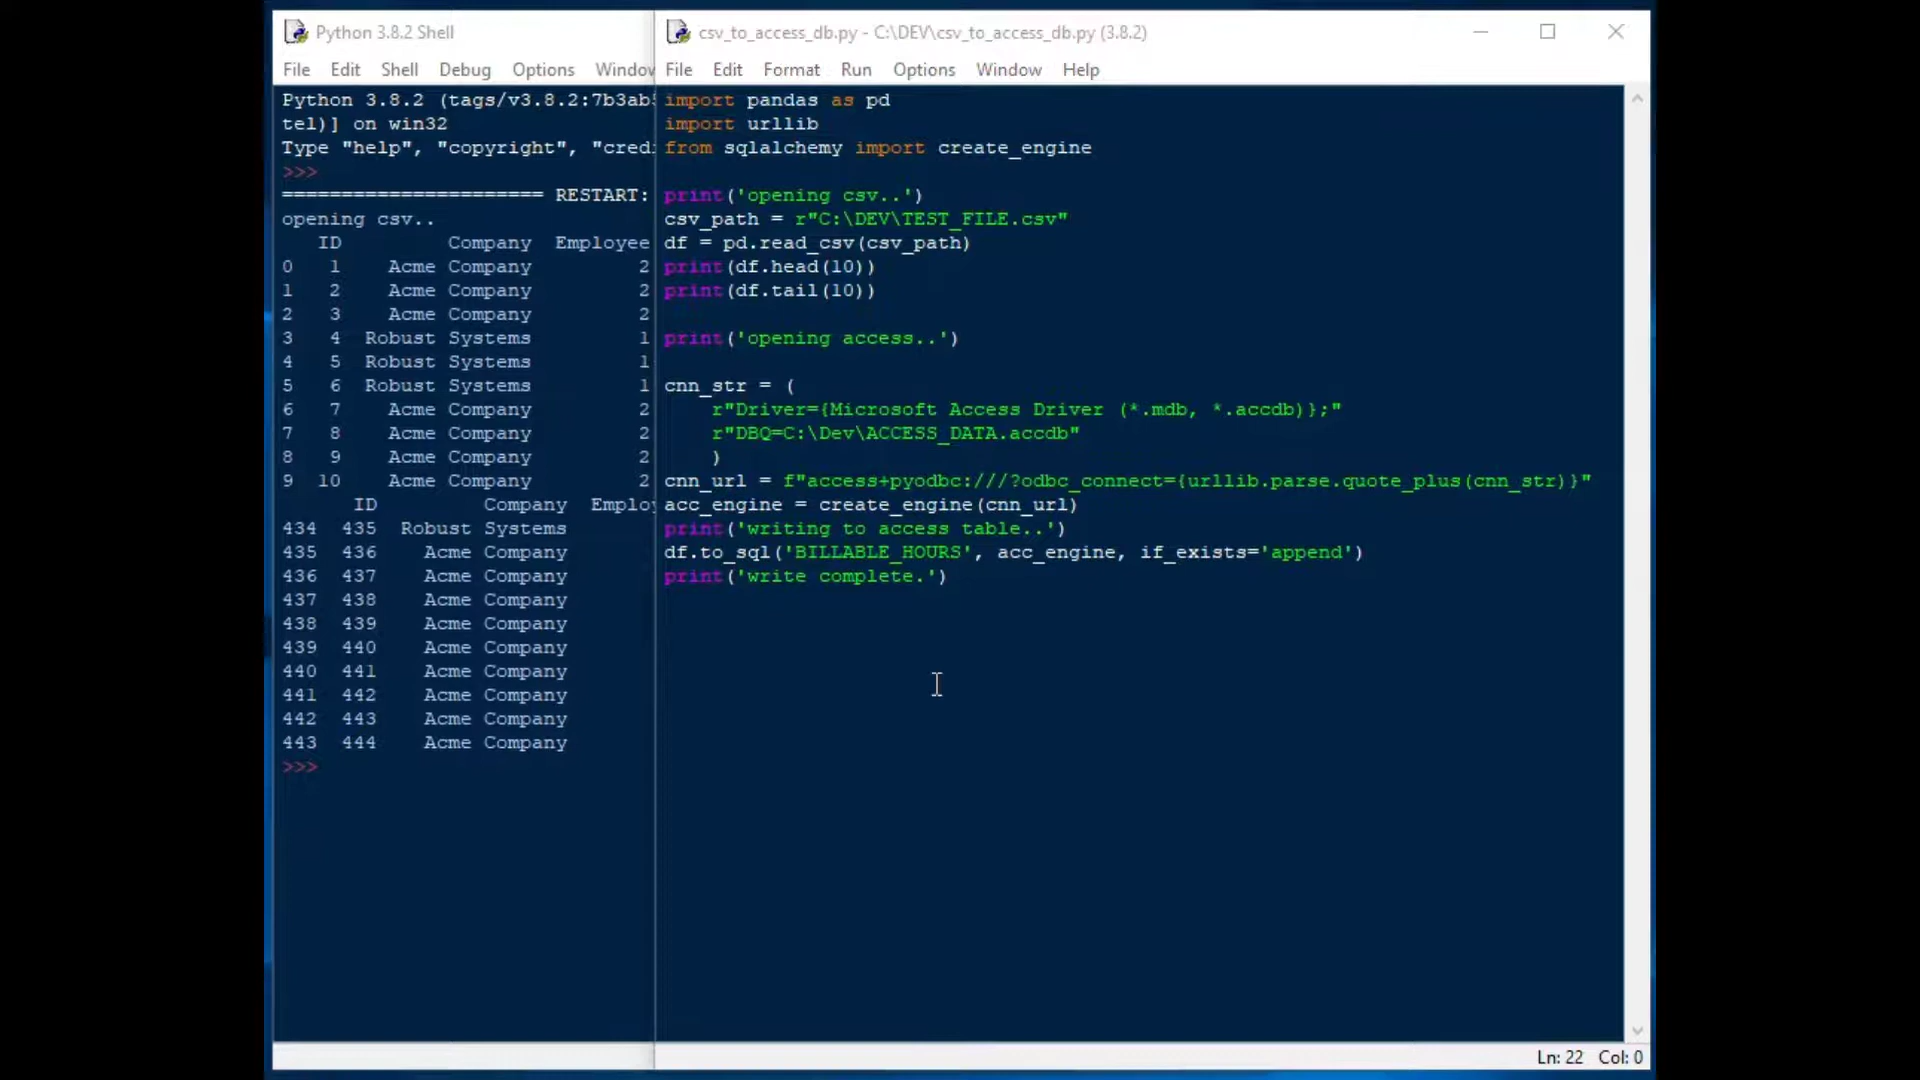 Python 3.8.2 Shell
File Edit Shell Debug Options Window
Python 3.8.2 (tags/v3.8.2:7b3ab
tel)] on win32
Type "help", "copyright", "cred
>>>
====================== RESTART:
opening csv..
ID Company Employee
0 1 Acme Company 2
1 2 Acme Company 2
2 3 Acme Company 2
3 4 Robust Systems 1
4 5 Robust Systems 1
5 6 Robust Systems 1
6 7 Acme Company 2
7 8 Acme Company 2
8 9 Acme Company 2
9 10 Acme Company 2
ID Company Emplo
434 435 Robust Systems
435 436 Acme Company
436 437 Acme Company
437 438 Acme Company
438 439 Acme Company
439 440 Acme Company
440 441 Acme Company
441 442 Acme Company
442 443 Acme Company
443 444 Acme Company
>>>
csv_to_access_db.py - C:\DEV\csv_to_access_db.py (3.8.2)
File Edit Format Run Options Window Help
import pandas as pd
import urllib
from sqlalchemy import create_engine
print('opening csv..')
csv_path = r"C:\DEV\TEST_FILE.csv"
df = pd.read_csv(csv_path)
print(df.head(10))
print(df.tail(10))
print('opening access..')
cnn_str = (
r"Driver={Microsoft Access Driver (*.mdb, *.accdb)};"
r"DBQ=C:\Dev\ACCESS_DATA.accdb"
)
cnn_url = f"access+pyodbc:///?odbc_connect={urllib.parse.quote_plus(cnn_str)}"
acc_engine = create_engine(cnn_url)
print('writing to access table..')
df.to_sql('BILLABLE_HOURS', acc_engine, if_exists='append')
print('write complete.')
Ln: 22 Col: 0